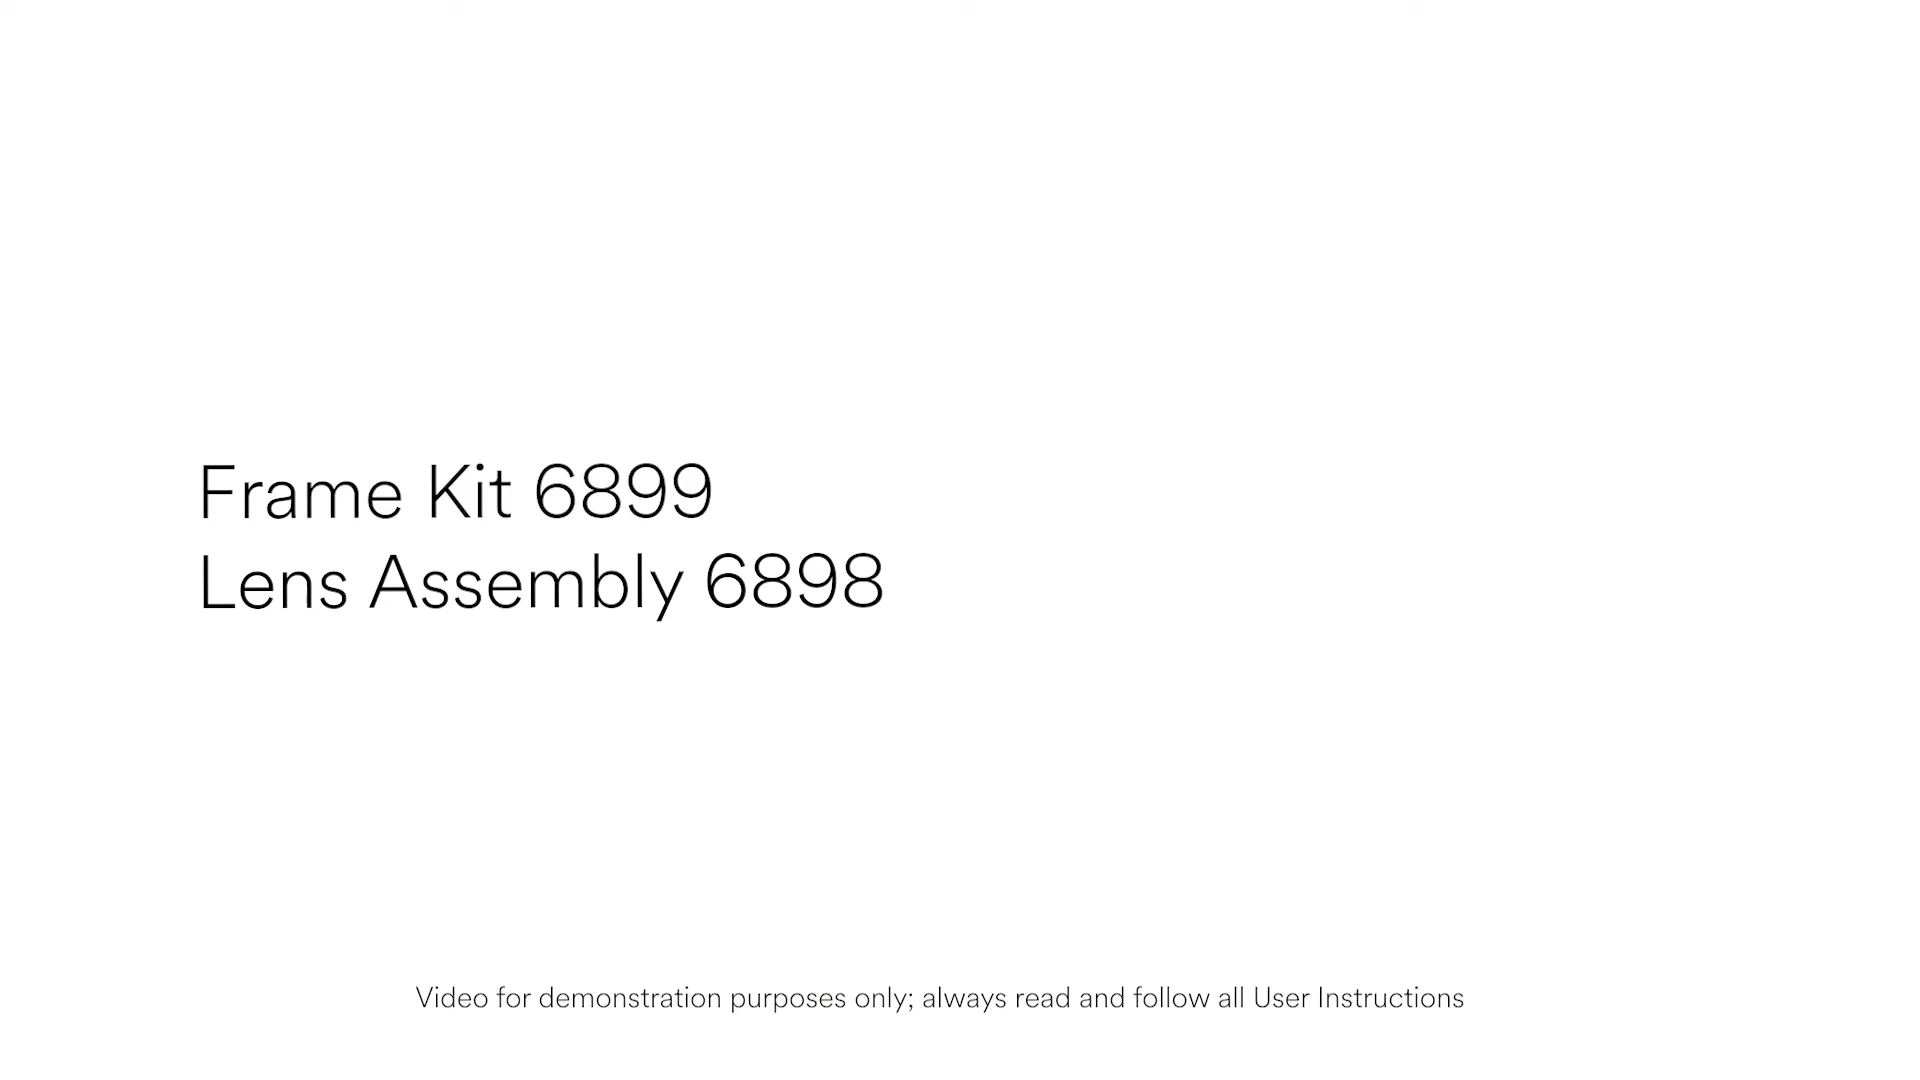 Frame Kit 6899
Lens Assembly 6898
Video for demonstration purposes only; always read and follow all User Instructions